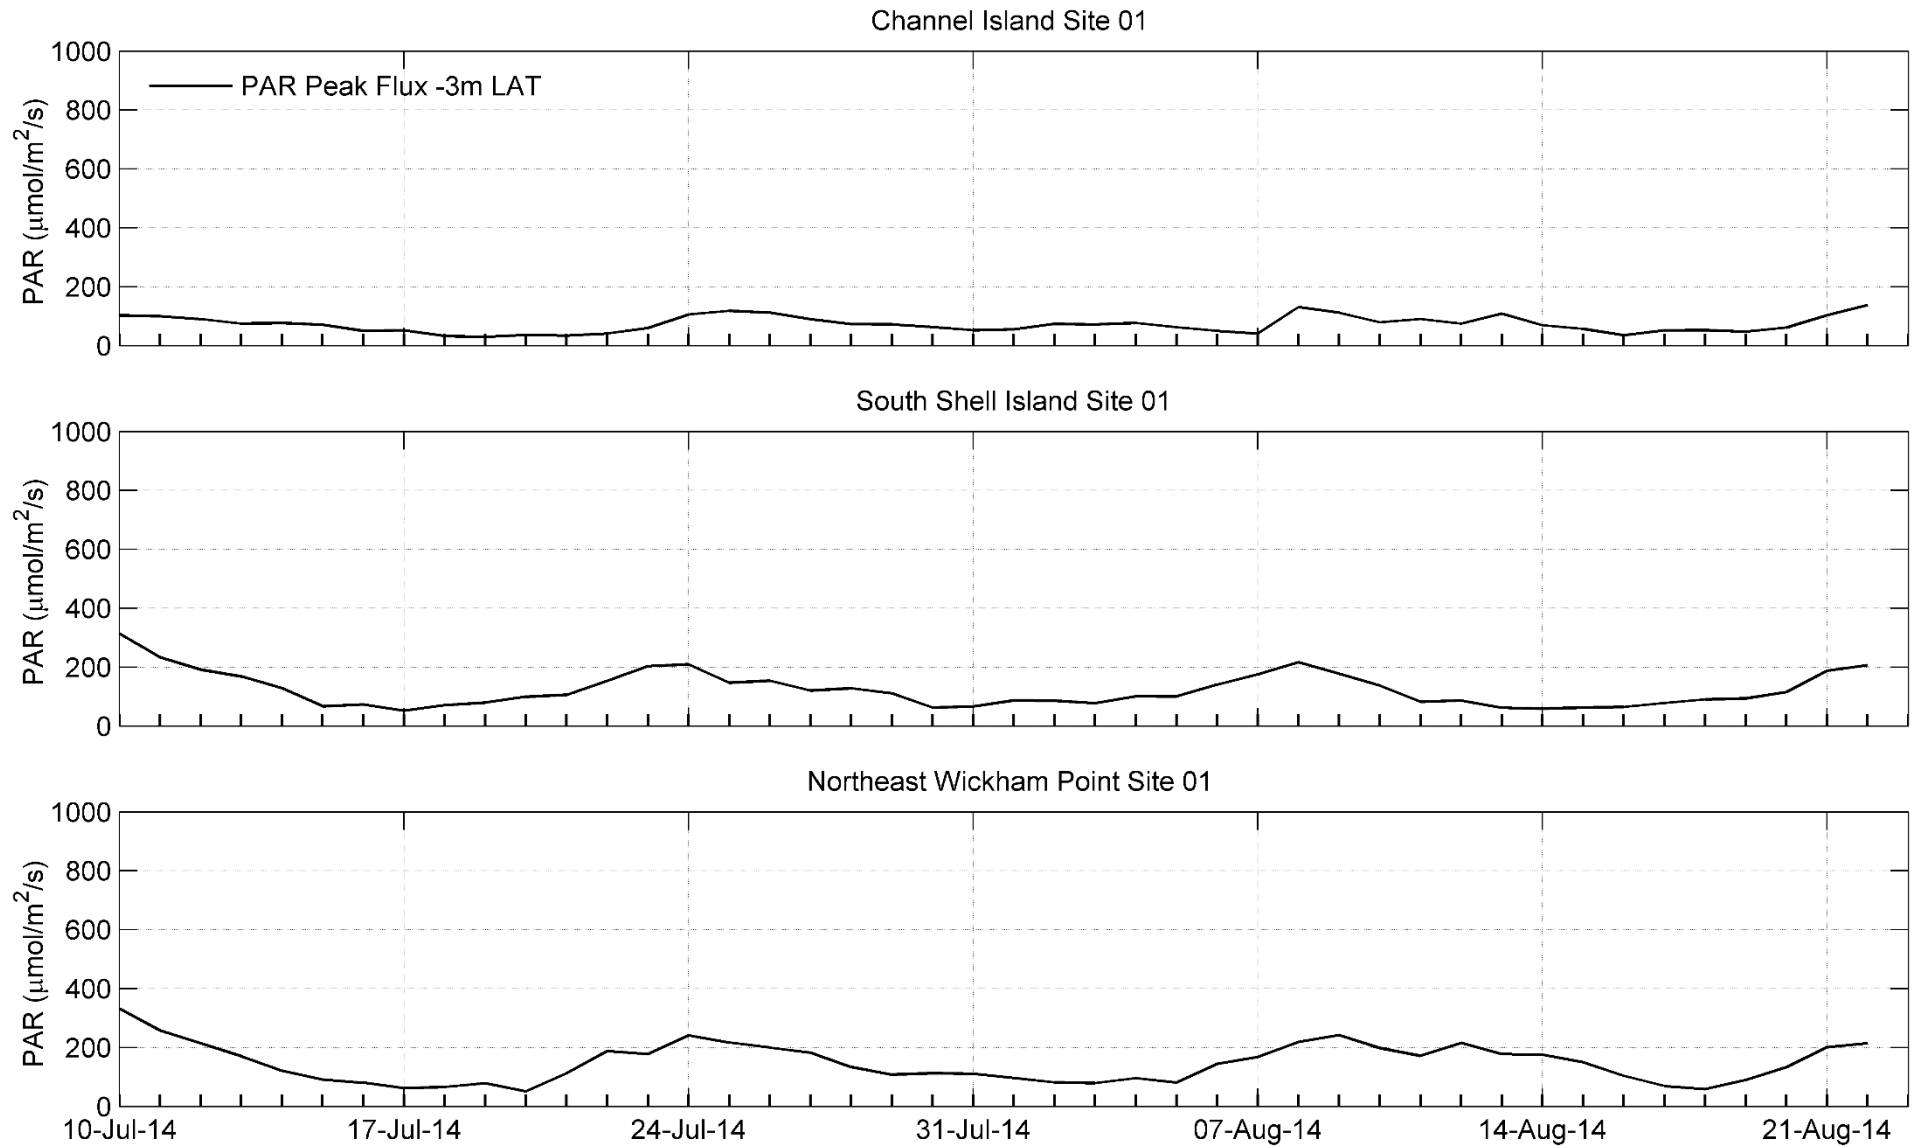 Channel Island Site 01
1000
PAR Peak Flux -3m LAT
800
600
400
200
0
PAR (μmol/m²/s)
South Shell Island Site 01
1000
800
600
400
200
0
PAR (μmol/m²/s)
Northeast Wickham Point Site 01
1000
800
600
400
200
0
PAR (μmol/m²/s)
10-Jul-14 17-Jul-14 24-Jul-14 31-Jul-14 07-Aug-14 14-Aug-14 21-Aug-14